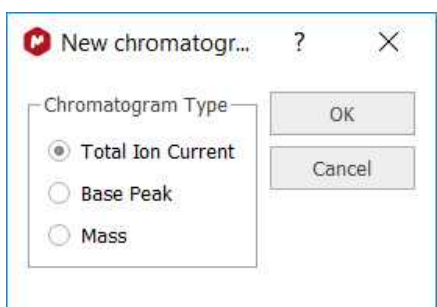 New chromatogr... ?
Chromatogram Type
OK
Total Ion Current
Cancel
Base Peak
Mass